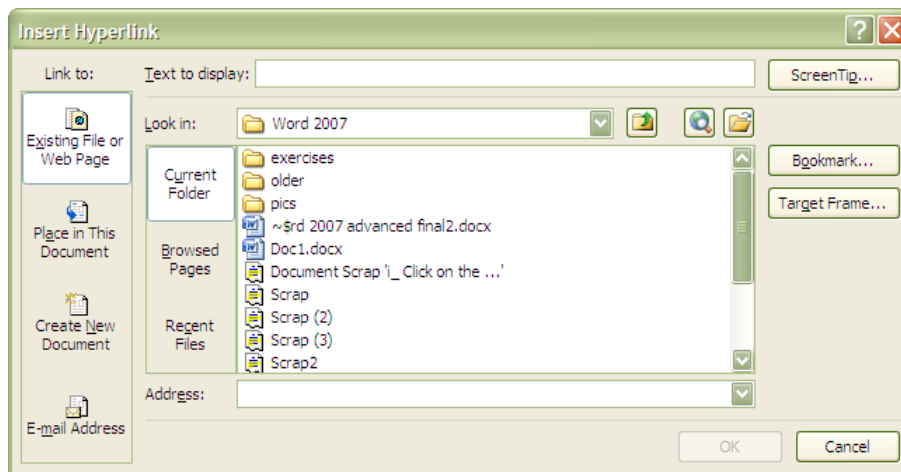 Insert Hyperlink
Link to:
Text to display:
ScreenTip...
Existing File or
Web Page
Look in:
Word 2007
Current
Folder
exercises
older
pics
~$rd 2007 advanced final2.docx
Doc1.docx
Document Scrap 'i_ Click on the ...'
Scrap
Scrap (2)
Scrap (3)
Scrap2
Bookmark...
Target Frame...
Place in This
Document
Browsed
Pages
Create New
Document
Recent
Files
Address:
E-mail Address
OK
Cancel